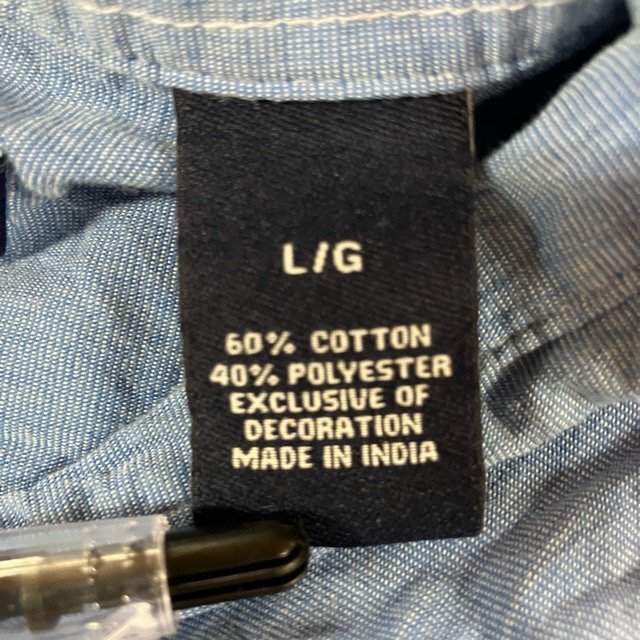 L/G
60% COTTON
40% POLYESTER
EXCLUSIVE OF
DECORATION
MADE IN INDIA